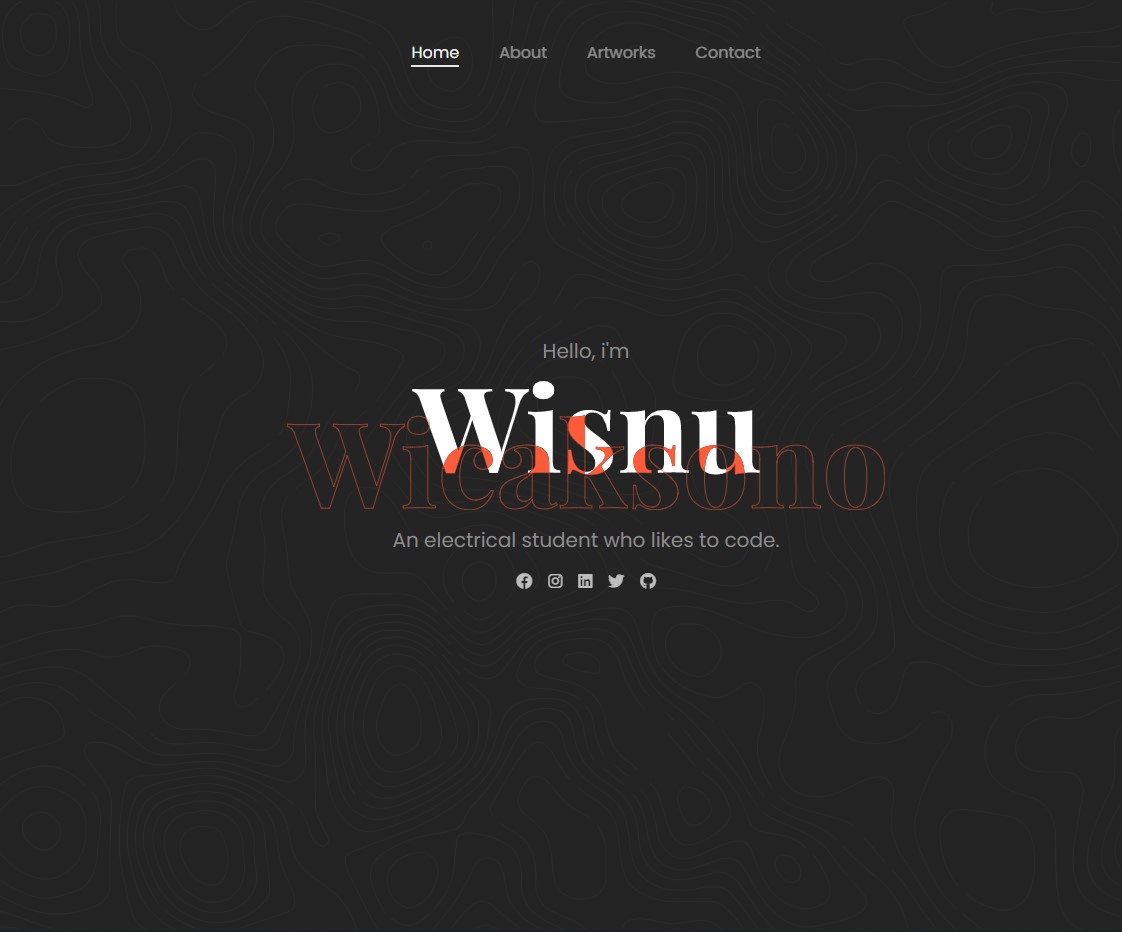 Home About Artworks Contact
Hello, i'm
Wisnu
Wicaksono
An electrical student who likes to code.